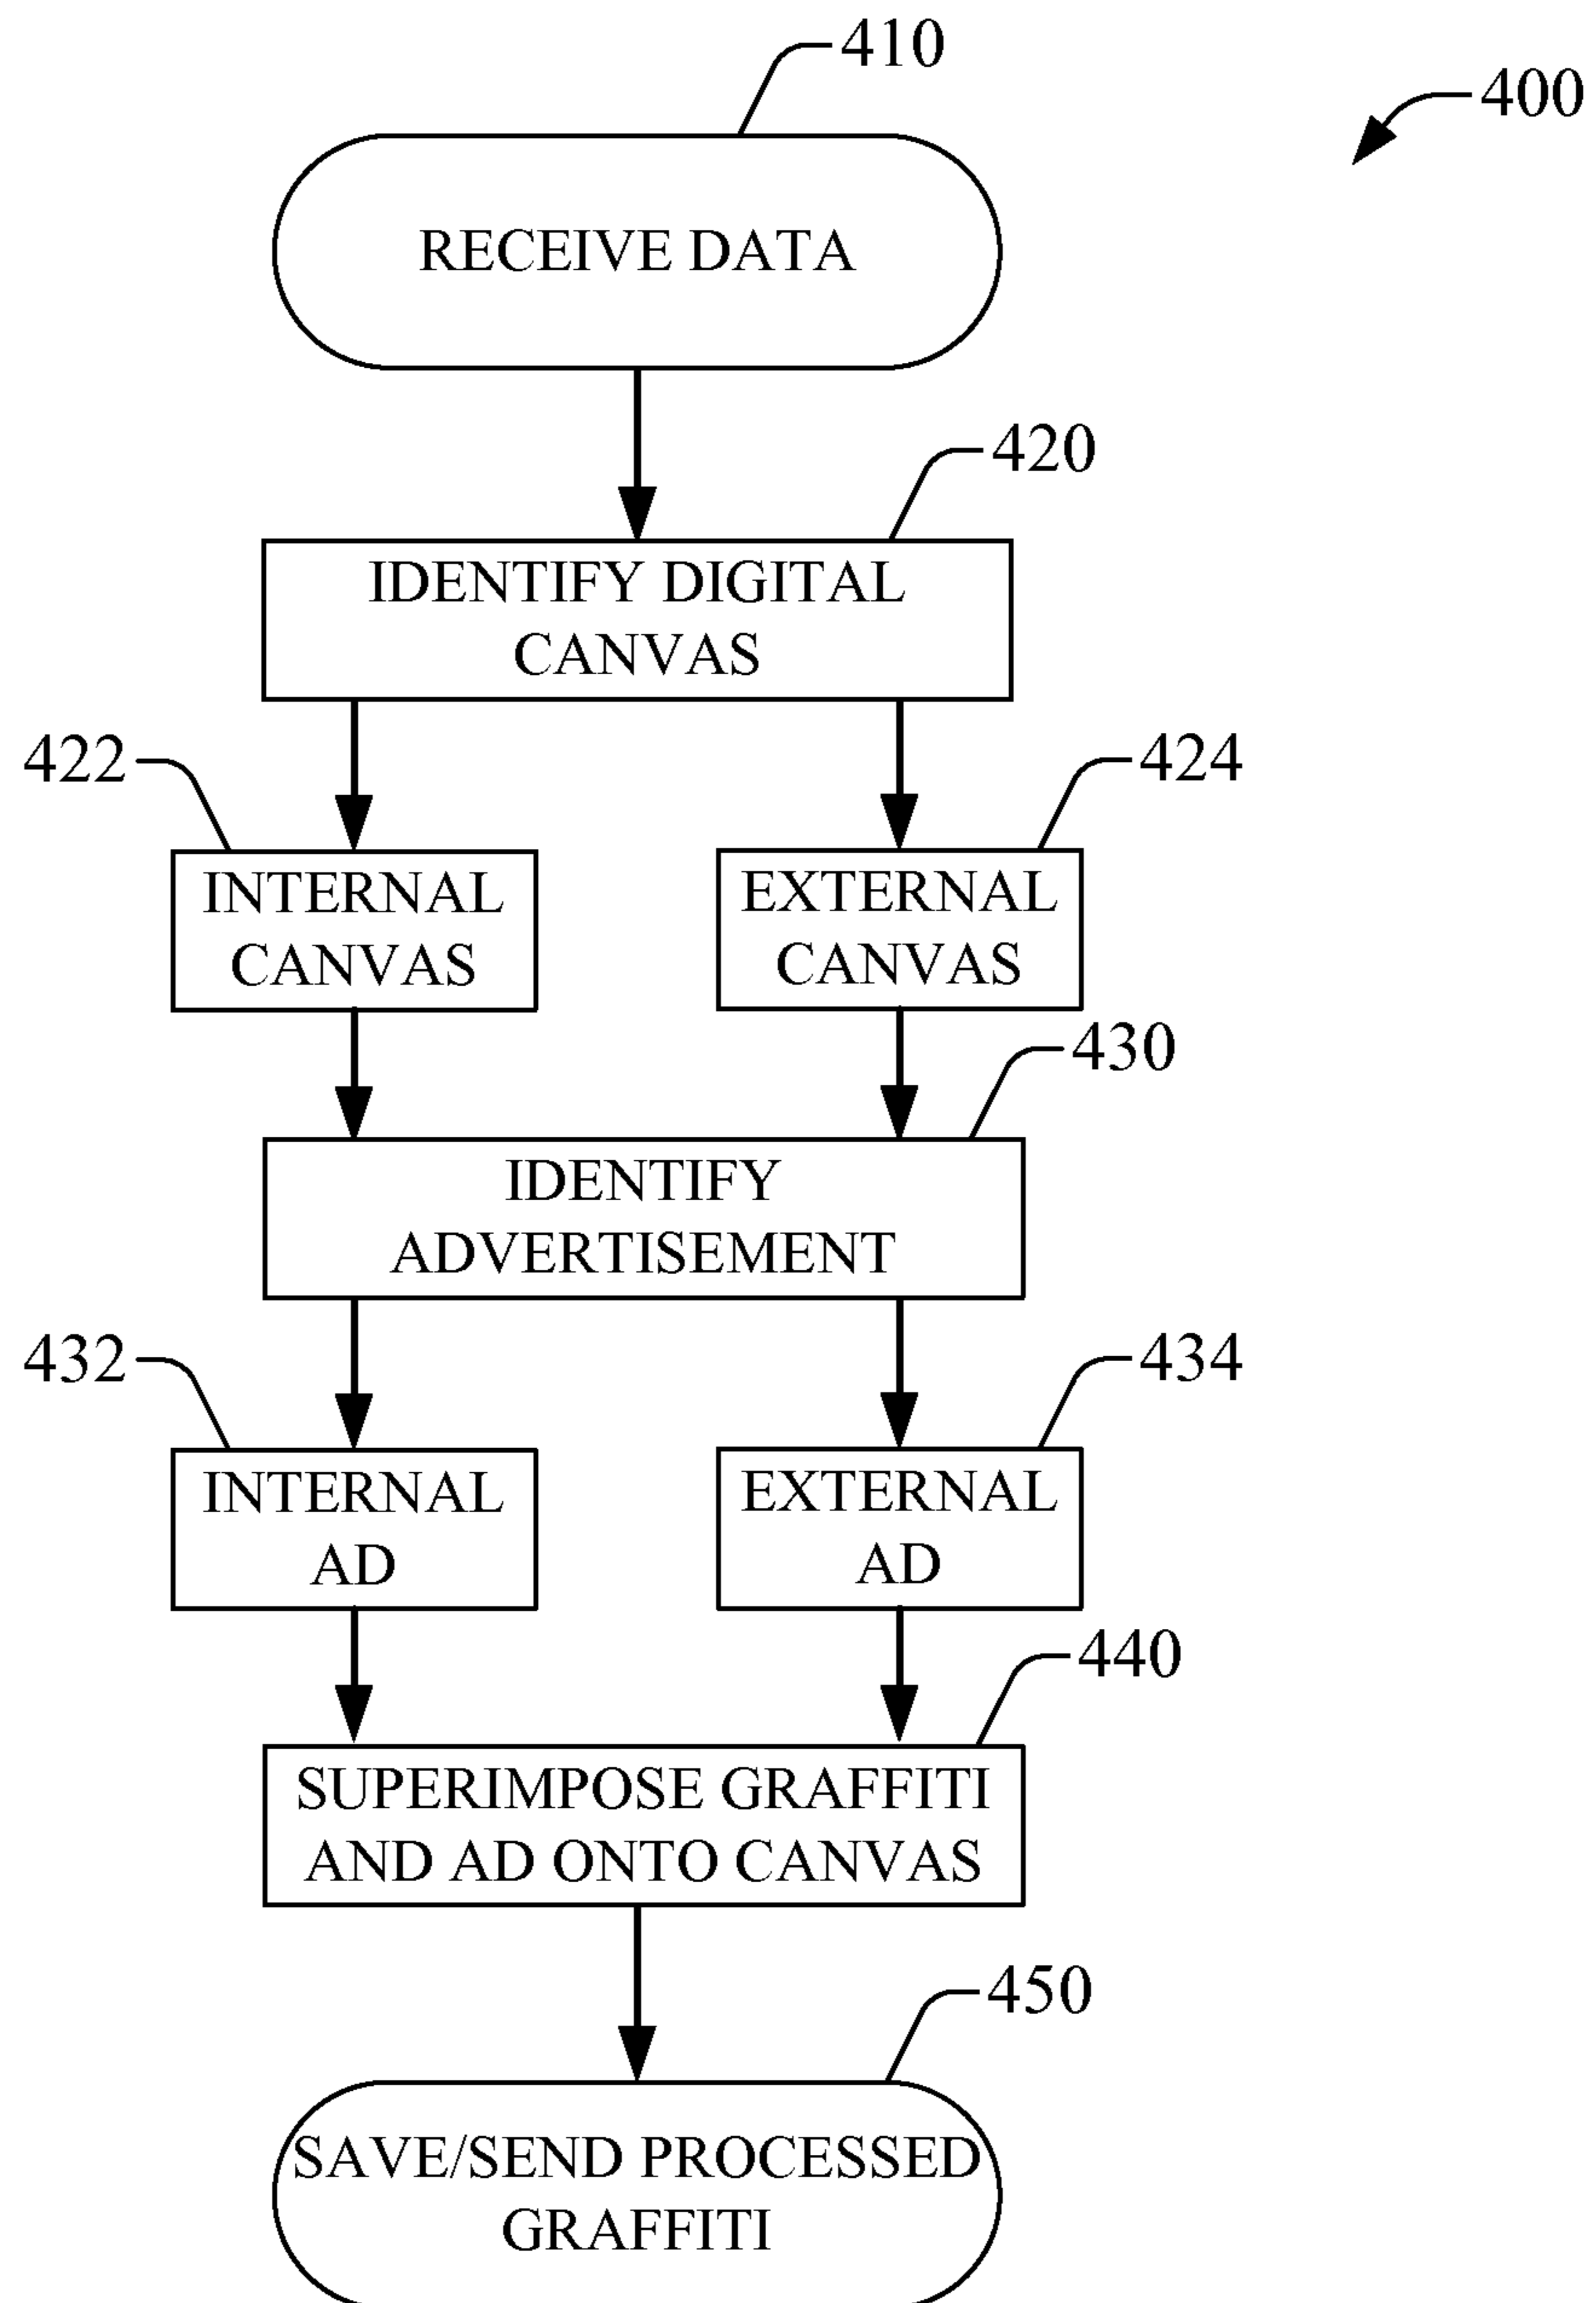 410
400
RECEIVE DATA
420
IDENTIFY DIGITAL
CANVAS
422
424
INTERNAL
CANVAS
EXTERNAL
CANVAS
430
IDENTIFY
ADVERTISEMENT
432
434
INTERNAL
AD
EXTERNAL
AD
440
SUPERIMPOSE GRAFFITI
AND AD ONTO CANVAS
450
SAVE/SEND PROCESSED
GRAFFITI